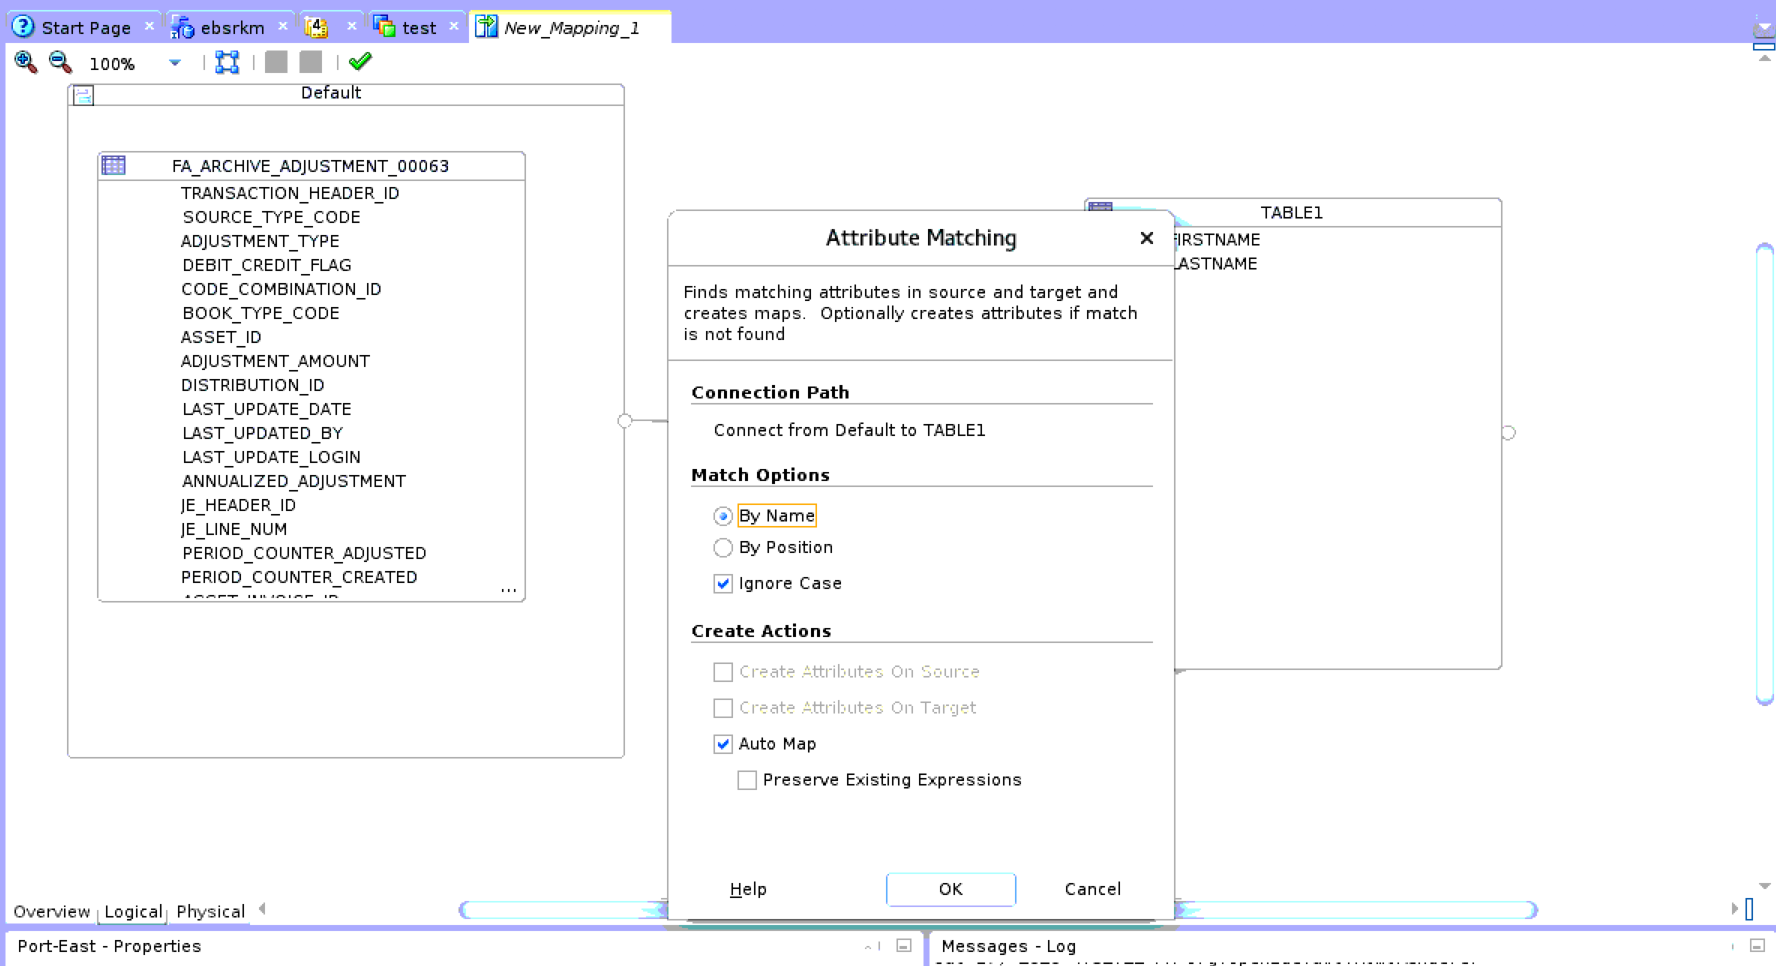 Start Page
ebsrkm
4
test
New_Mapping_1
100%
Default
FA_ARCHIVE_ADJUSTMENT_00063
TRANSACTION_HEADER_ID
SOURCE_TYPE_CODE
ADJUSTMENT_TYPE
DEBIT_CREDIT_FLAG
CODE_COMBINATION_ID
BOOK_TYPE_CODE
ASSET_ID
ADJUSTMENT_AMOUNT
DISTRIBUTION_ID
LAST_UPDATE_DATE
LAST_UPDATED_BY
LAST_UPDATE_LOGIN
ANNUALIZED_ADJUSTMENT
JE_HEADER_ID
JE_LINE_NUM
PERIOD_COUNTER_ADJUSTED
PERIOD_COUNTER_CREATED
...
TABLE1
FIRSTNAME
LASTNAME
Attribute Matching
Finds matching attributes in source and target and
creates maps. Optionally creates attributes if match
is not found
Connection Path
Connect from Default to TABLE1
Match Options
By Name
By Position
Ignore Case
Create Actions
Create Attributes On Source
Create Attributes On Target
Auto Map
Preserve Existing Expressions
Help
OK
Cancel
Overview
Logical
Physical
Port-East - Properties
Messages - Log